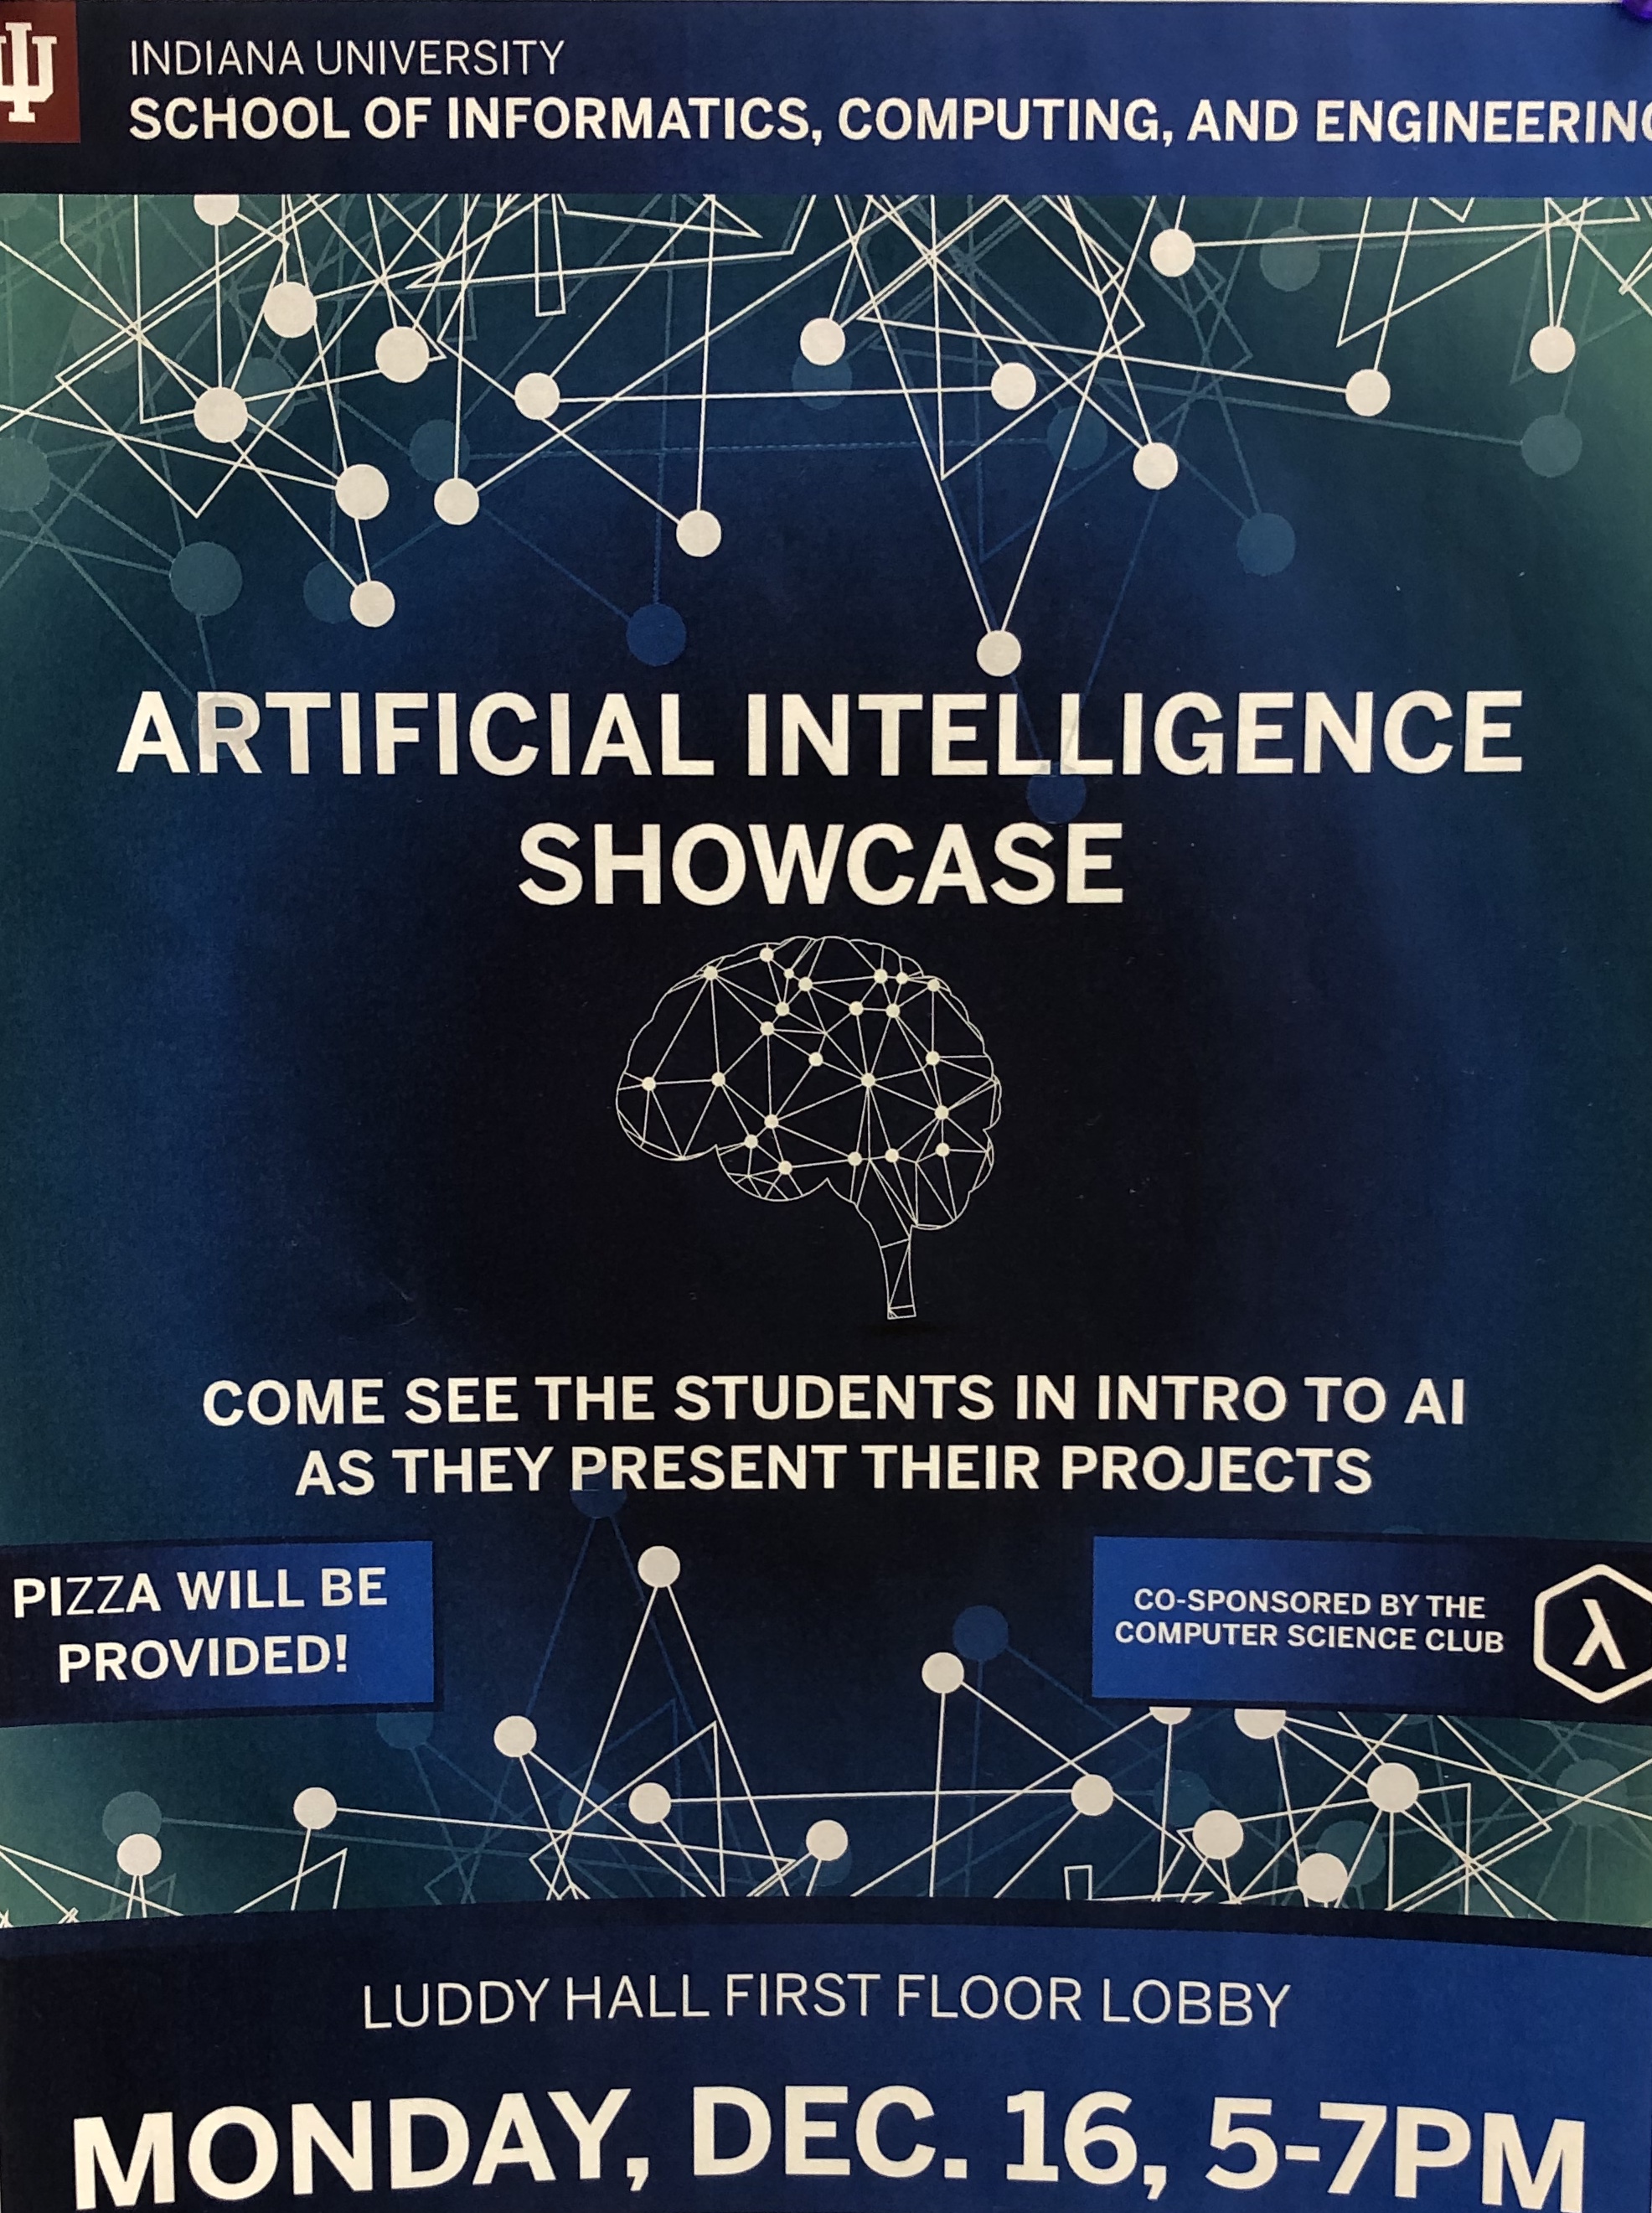 INDIANA UNIVERSITY
SCHOOL OF INFORMATICS, COMPUTING, AND ENGINEERING
ARTIFICIAL INTELLIGENCE
SHOWCASE
COME SEE THE STUDENTS IN INTRO TO AI
AS THEY PRESENT THEIR PROJECTS
PIZZA WILL BE
PROVIDED!
CO-SPONSORED BY THE
COMPUTER SCIENCE CLUB
λ
LUDDY HALL FIRST FLOOR LOBBY
MONDAY, DEC. 16, 5-7PM